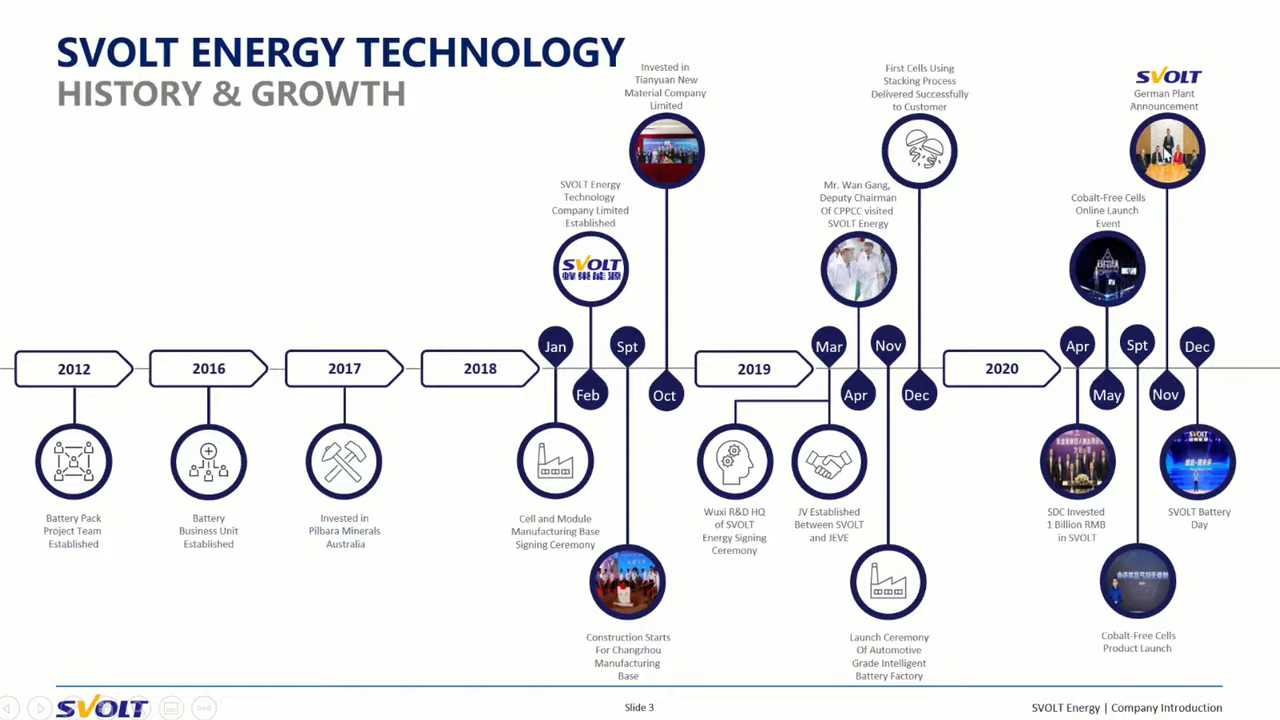 SVOLT ENERGY TECHNOLOGY
HISTORY & GROWTH
Invested in
Tianyuan New
Material Company
Limited
First Cells Using
Stacking Process
Delivered Successfully
to Customer
SVOLT
German Plant
Announcement
SVOLT Energy
Technology
Company Limited
Established
Mr. Wan Gang,
Deputy Chairman
Of CPPCC visited
SVOLT Energy
Cobalt-Free Cells
Online Launch
Event
SVOLT
蜂巢能源
Jan
Spt
Mar
Nov
Apr
Spt
Dec
2012
2016
2017
2018
2019
2020
Feb
Oct
Apr
Dec
May
Nov
SVOLT
Battery Pack
Project Team
Established
Battery
Business Unit
Established
Invested in
Pilbara Minerals
Australia
Cell and Module
Manufacturing Base
Signing Ceremony
Wuxi R&D HQ
of SVOLT
Energy Signing
Ceremony
JV Established
Between SVOLT
and JEVE
SDC Invested
1 Billion RMB
in SVOLT
SVOLT Battery
Day
Construction Starts
For Changzhou
Manufacturing
Base
Launch Ceremony
Of Automotive
Grade Intelligent
Battery Factory
Cobalt-Free Cells
Product Launch
SVOLT
Slide 3
SVOLT Energy | Company Introduction